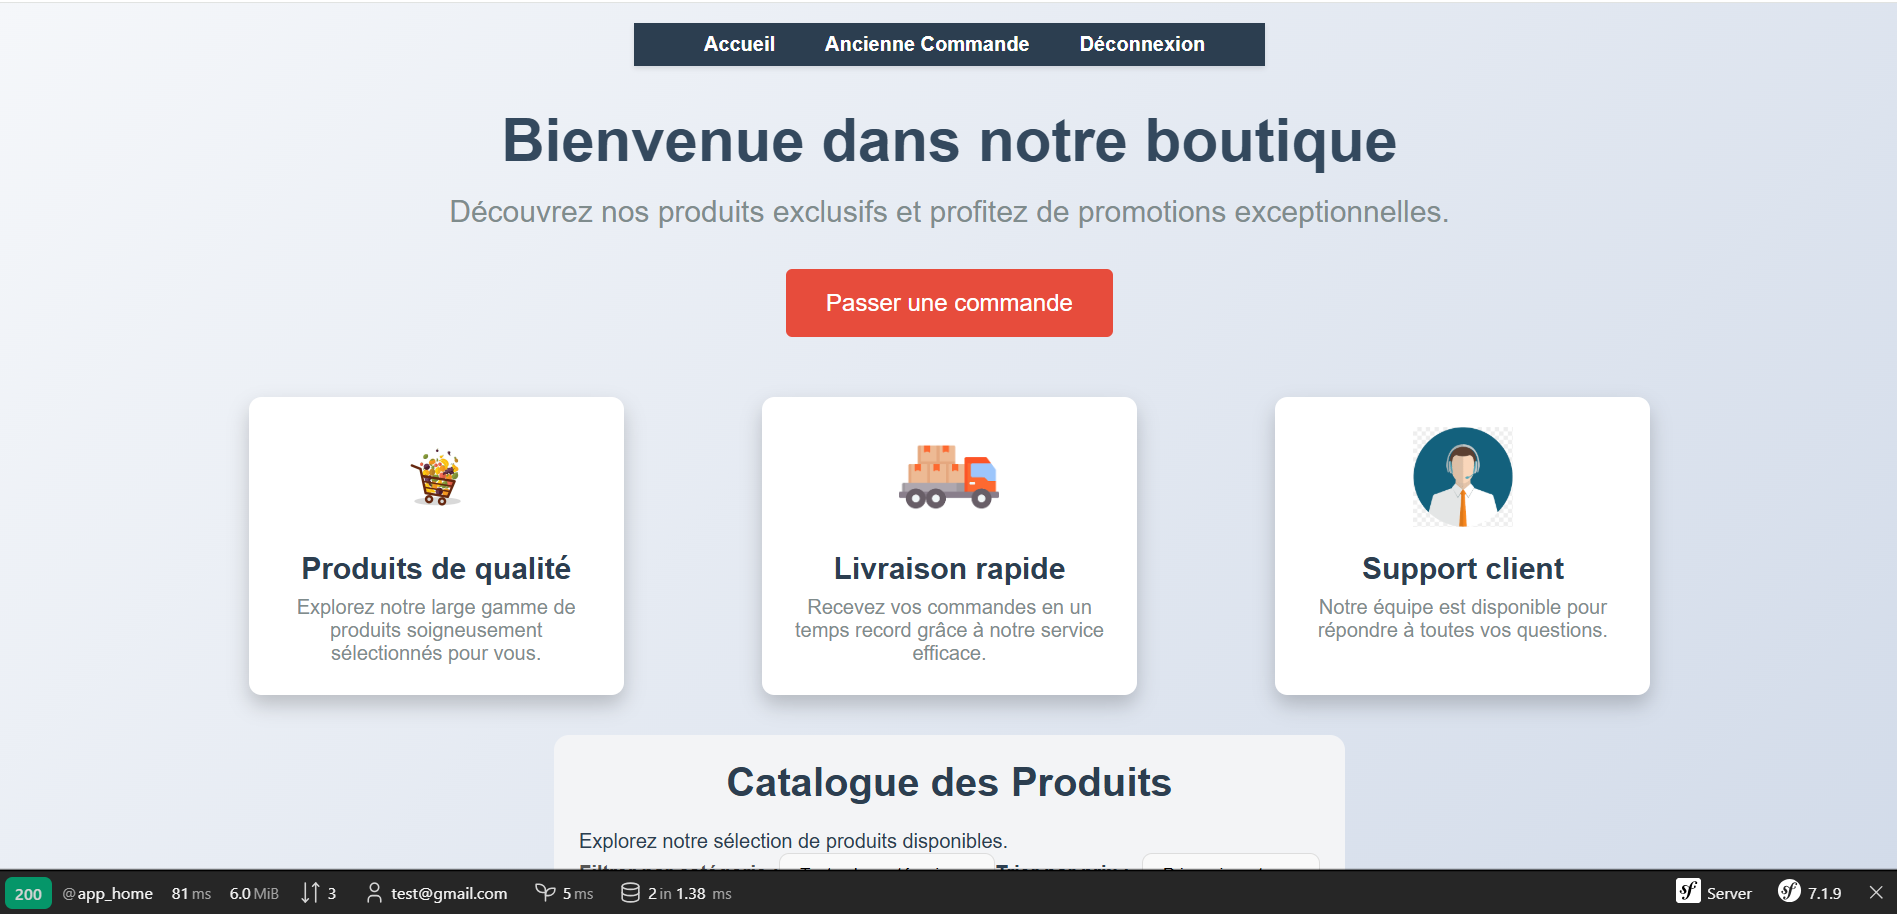 Accueil Ancienne Commande Déconnexion
Bienvenue dans notre boutique
Découvrez nos produits exclusifs et profitez de promotions exceptionnelles.
Passer une commande
Produits de qualité
Explorez notre large gamme de
produits soigneusement
sélectionnés pour vous.
Livraison rapide
Recevez vos commandes en un
temps record grâce à notre service
efficace.
Support client
Notre équipe est disponible pour
répondre à toutes vos questions.
Catalogue des Produits
Explorez notre sélection de produits disponibles.
200 @app_home 81 ms 6.0 MiB 3 test@gmail.com 5 ms 2 in 1.38 ms sf Server sf 7.1.9